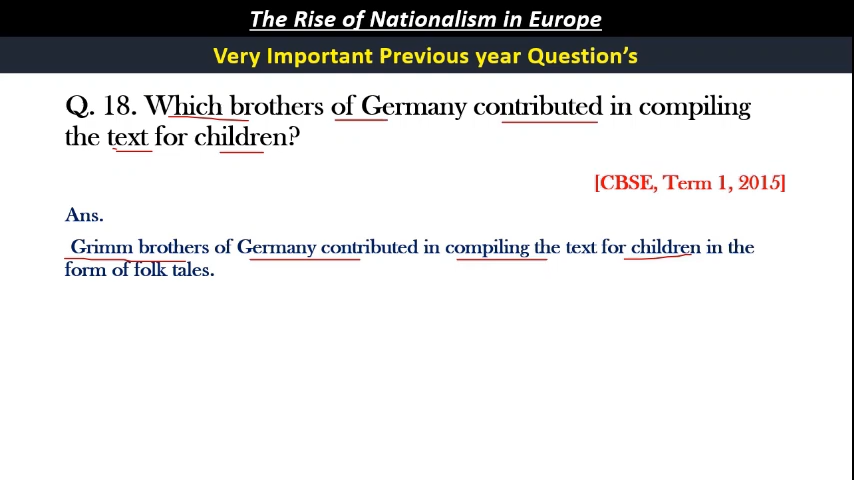 The Rise of Nationalism in Europe
Very Important Previous year Question’s
Q. 18. Which brothers of Germany contributed in compiling
the text for children?
[CBSE, Term 1, 2015]
Ans.
Grimm brothers of Germany contributed in compiling the text for children in the
form of folk tales.